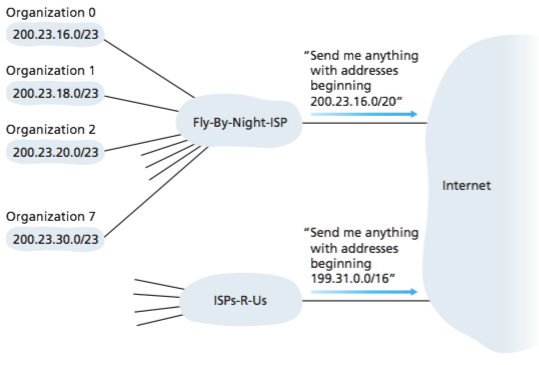 Organization 0
200.23.16.0/23
Organization 1
200.23.18.0/23
Organization 2
200.23.20.0/23
Organization 7
200.23.30.0/23
Fly-By-Night-ISP
“Send me anything
with addresses
beginning
200.23.16.0/20”
Internet
ISPs-R-Us
“Send me anything
with addresses
beginning
199.31.0.0/16”